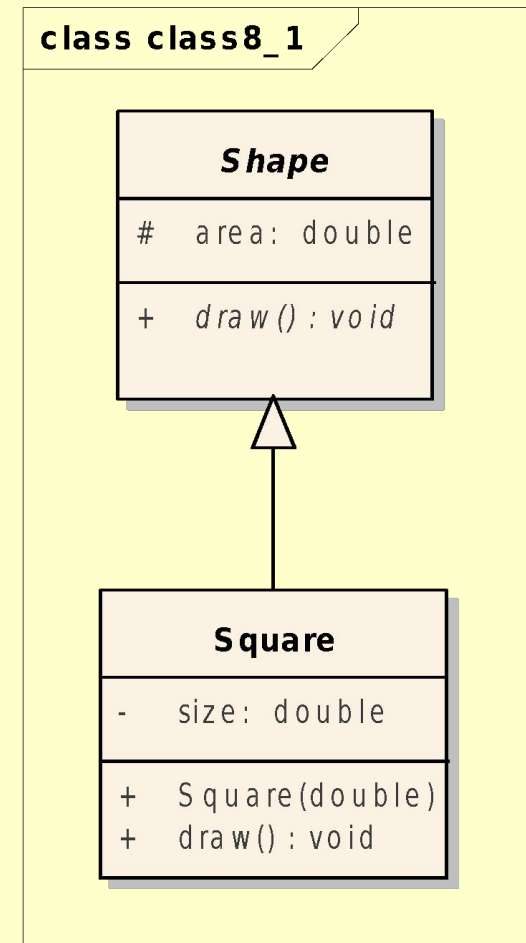 class class8_1
Shape
# area: double
+ draw() : void
Square
- size: double
+ Square(double)
+ draw() : void